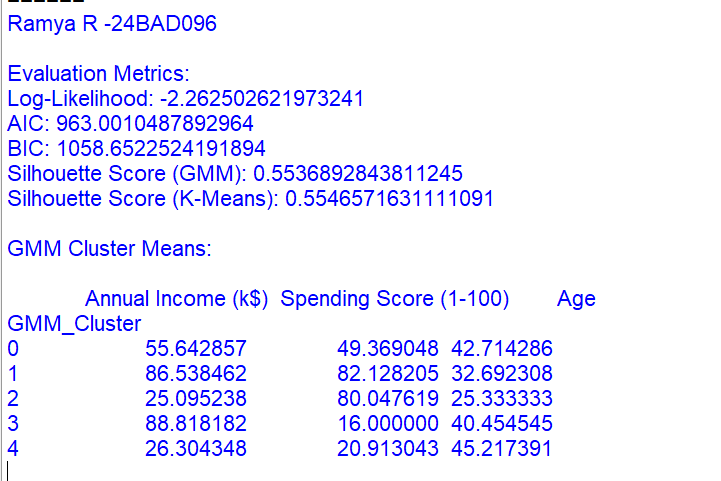 Ramya R -24BAD096
Evaluation Metrics:
Log-Likelihood: -2.262502621973241
AIC: 963.0010487892964
BIC: 1058.6522524191894
Silhouette Score (GMM): 0.5536892843811245
Silhouette Score (K-Means): 0.5546571631111091
GMM Cluster Means:
Annual Income (k$) Spending Score (1-100) Age
GMM_Cluster
0 55.642857 49.369048 42.714286
1 86.538462 82.128205 32.692308
2 25.095238 80.047619 25.333333
3 88.818182 16.000000 40.454545
4 26.304348 20.913043 45.217391